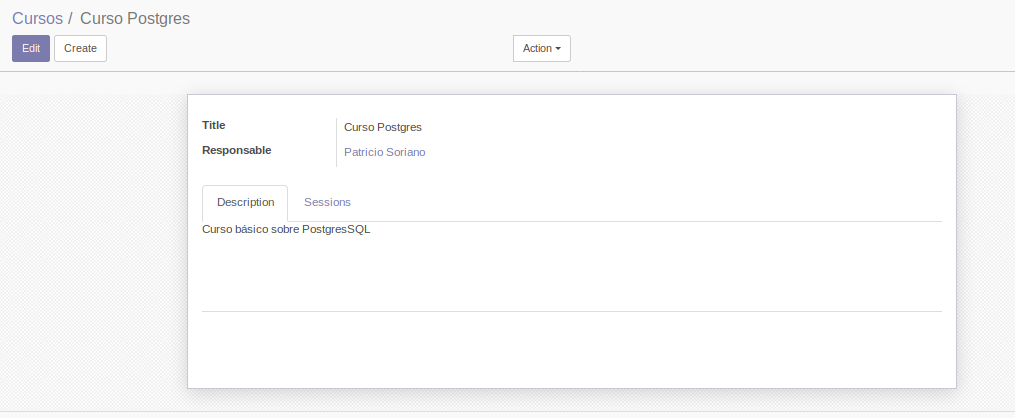 Cursos / Curso Postgres
Edit Create Action
Title Curso Postgres
Responsable Patricio Soriano
Description Sessions
Curso básico sobre PostgresSQL